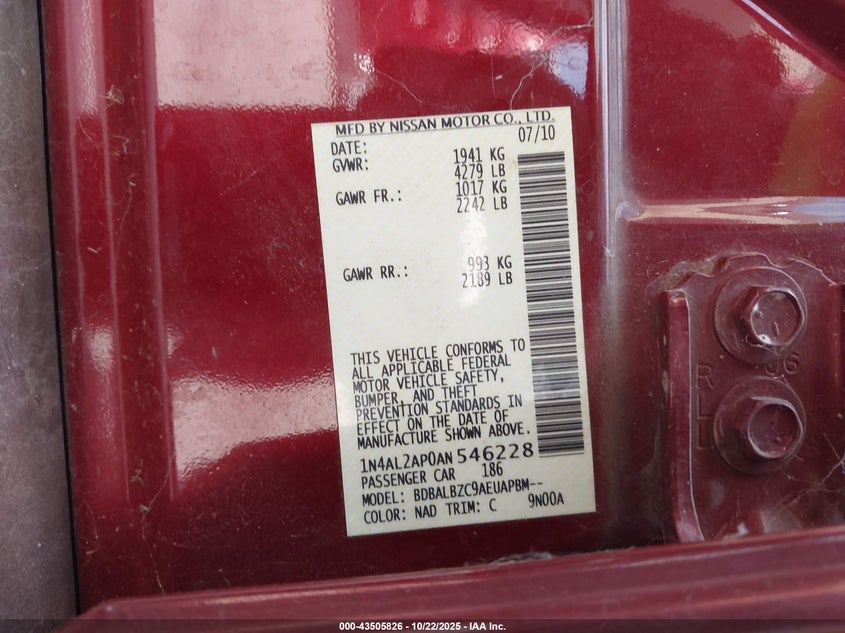 MFD BY NISSAN MOTOR CO., LTD.
DATE: 07/10
GVWR: 1941 KG
4279 LB
GAWR FR.: 1017 KG
2242 LB
GAWR RR.: 993 KG
2189 LB
THIS VEHICLE CONFORMS TO
ALL APPLICABLE FEDERAL
MOTOR VEHICLE SAFETY,
BUMPER, AND THEFT
PREVENTION STANDARDS IN
EFFECT ON THE DATE OF
MANUFACTURE SHOWN ABOVE.
1N4AL2AP0AN546228
PASSENGER CAR 186
MODEL: BDBALBZC9AEUAPBM--
COLOR: NAD TRIM: C 9N00A
000-43505826 - 10/22/2025 - IAA Inc.